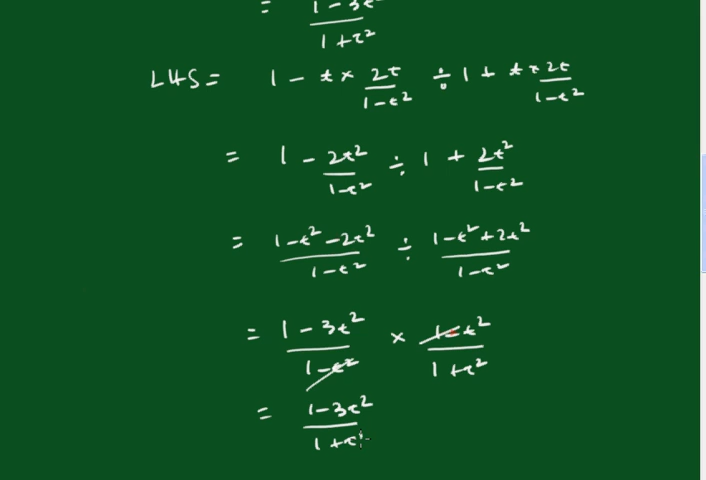 = 1 - 3t² / 1 + t²
LHS = 1 - t × 2t / 1-t² ÷ 1 + t × 2t / 1-t²
= 1 - 2t² / 1-t² ÷ 1 + 2t² / 1-t²
= 1-t²-2t² / 1-t² ÷ 1-t²+2t² / 1-t²
= 1-3t² / 1-t² × 1-t² / 1+t²
= 1-3t² / 1+t